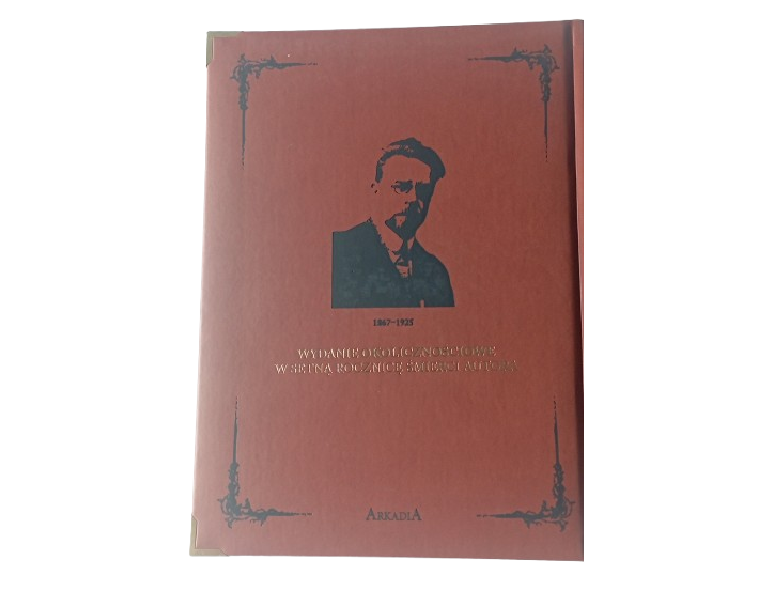 1867-1925
WYDANIE OKOLICZNOŚCIOWE
W SETNĄ ROCZNICĘ ŚMIERCI AUTORA
ARKADIA